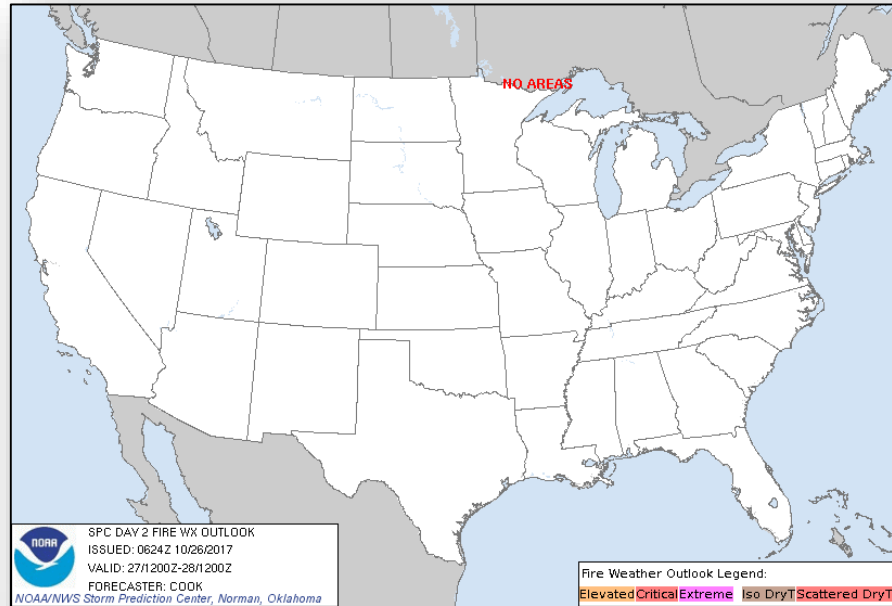 NO AREAS
NOAA
SPC DAY 2 FIRE WX OUTLOOK
ISSUED: 0624Z 10/26/2017
VALID: 27/1200Z-28/1200Z
FORECASTER: COOK
NOAA/NWS Storm Prediction Center, Norman, Oklahoma
Fire Weather Outlook Legend:
Elevated Critical Extreme Iso DryT Scattered DryT